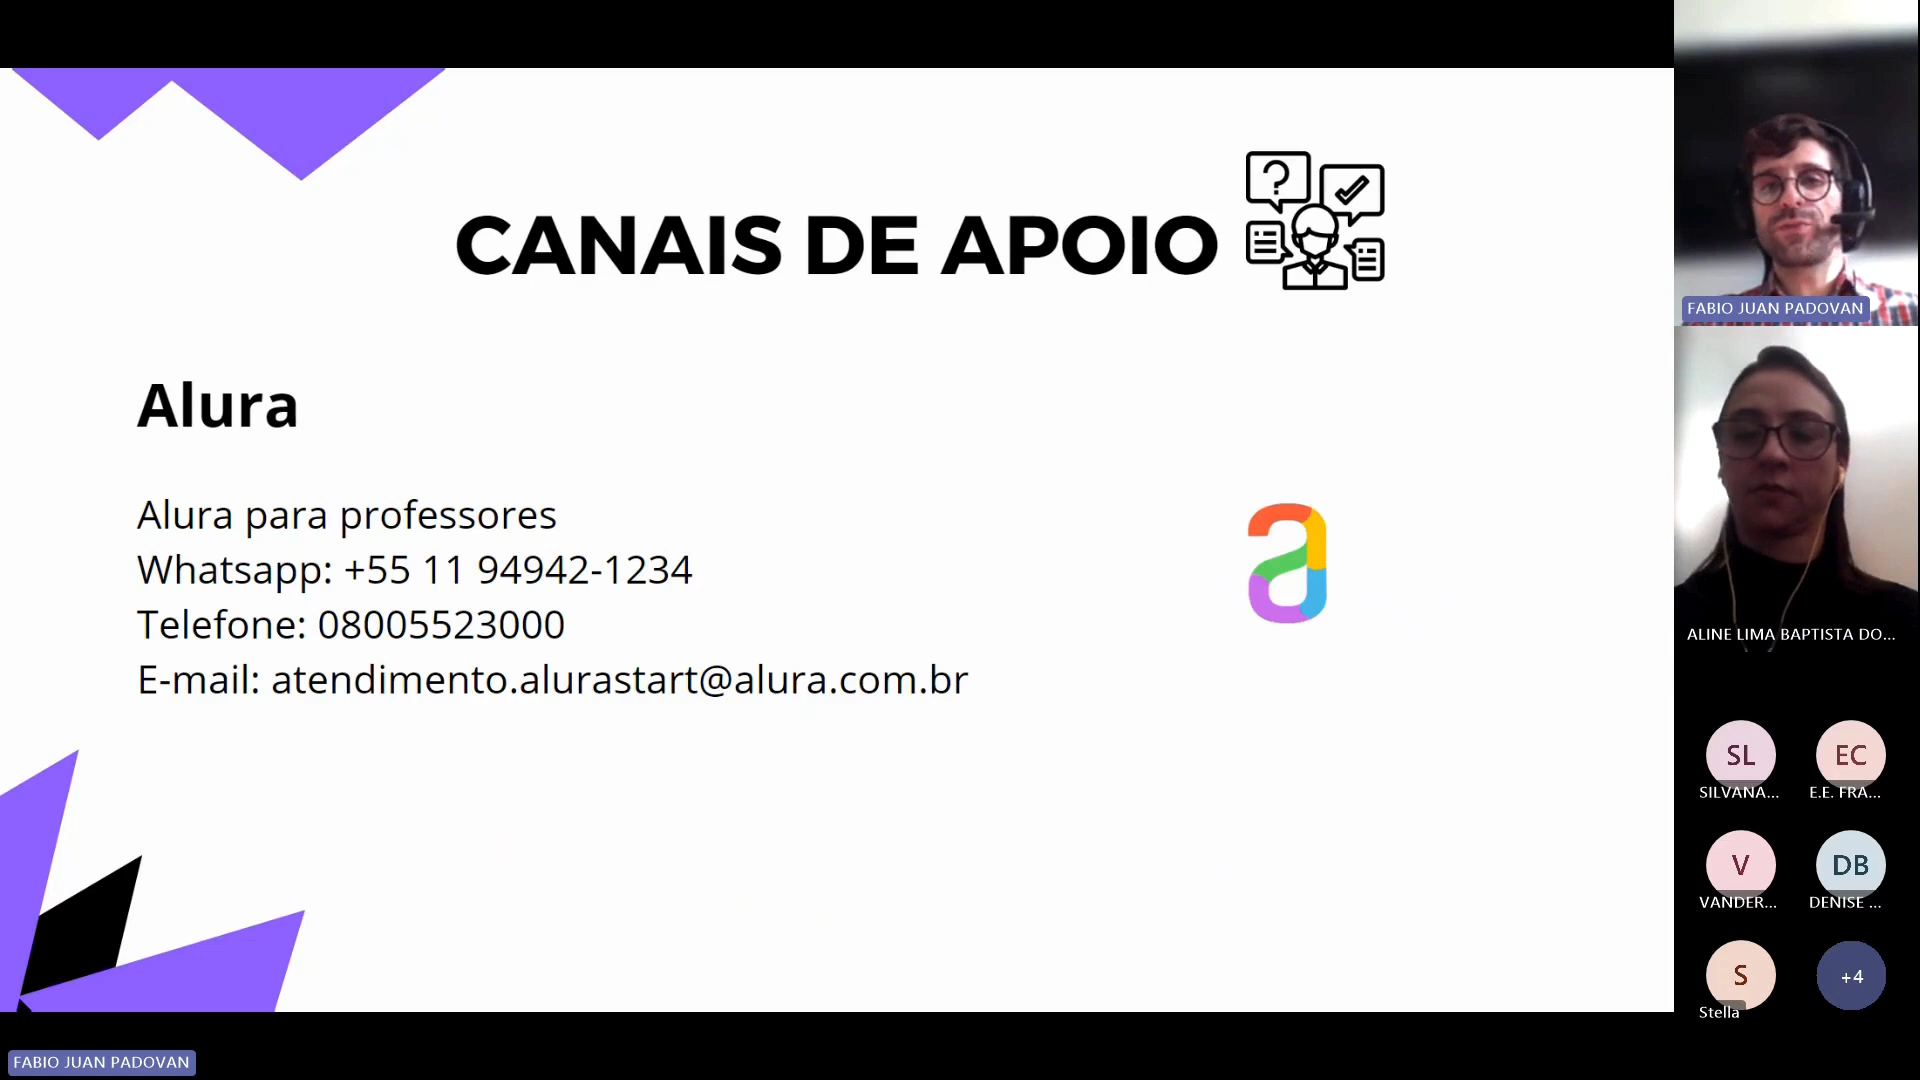 CANAIS DE APOIO
Alura
Alura para professores
Whatsapp: +55 11 94942-1234
Telefone: 08005523000
E-mail: atendimento.alurastart@alura.com.br
FABIO JUAN PADOVAN
ALINE LIMA BAPTISTA DO...
SL
SILVANA...
EC
E.E. FRA...
V
VANDER...
DB
DENISE ...
S
Stella
+4
FABIO JUAN PADOVAN